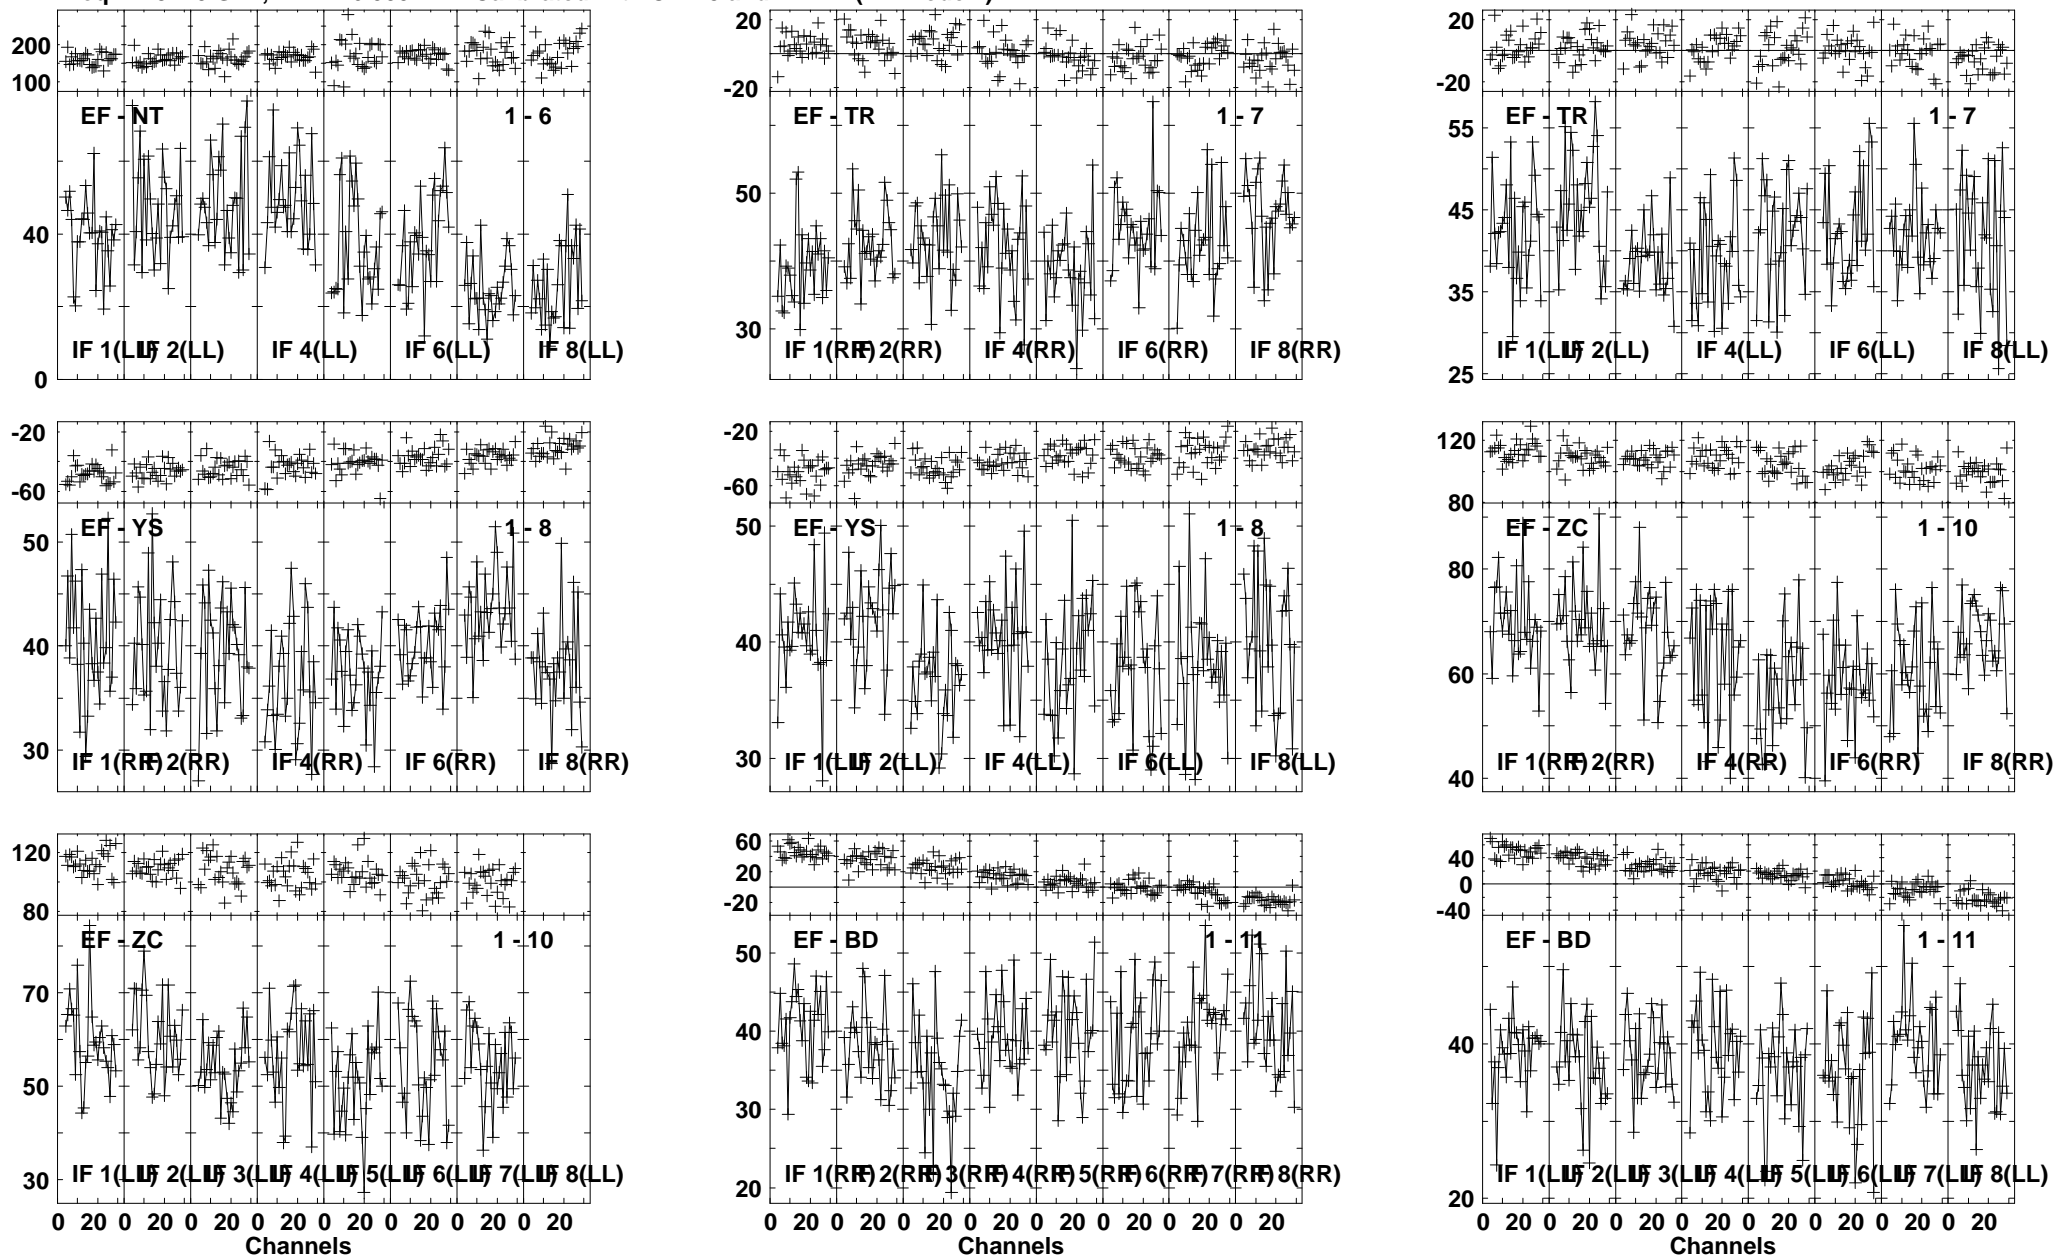 200
100
EF - NT 1 - 6
40
0
IF 1(LL) IF 2(LL) IF 4(LL) IF 6(LL) IF 8(LL)
20
-20
EF - TR 1 - 7
50
30
IF 1(RR) IF 2(RR) IF 4(RR) IF 6(RR) IF 8(RR)
20
-20
EF - TR 1 - 7
55
45
35
25
IF 1(LL) IF 2(LL) IF 4(LL) IF 6(LL) IF 8(LL)
-20
-60
EF - YS 1 - 8
50
40
30
IF 1(RR) IF 2(RR) IF 4(RR) IF 6(RR) IF 8(RR)
-20
-60
EF - YS 1 - 8
50
40
30
IF 1(LL) IF 2(LL) IF 4(LL) IF 6(LL) IF 8(LL)
120
80
EF - ZC 1 - 10
80
60
40
IF 1(RR) IF 2(RR) IF 4(RR) IF 6(RR) IF 8(RR)
120
80
EF - ZC 1 - 10
70
50
30
IF 1(LL) IF 2(LL) IF 3(LL) IF 4(LL) IF 5(LL) IF 6(LL) IF 7(LL) IF 8(LL)
0 20 0 20 0 20 0 20 0 20 0 20 0 20 0 20
Channels
60
20
-20
EF - BD 1 - 11
50
40
30
20
IF 1(RR) IF 2(RR) IF 3(RR) IF 4(RR) IF 5(RR) IF 6(RR) IF 7(RR) IF 8(RR)
0 20 0 20 0 20 0 20 0 20 0 20 0 20 0 20
Channels
40
0
-40
EF - BD 1 - 11
40
20
IF 1(LL) IF 2(LL) IF 3(LL) IF 4(LL) IF 5(LL) IF 6(LL) IF 7(LL) IF 8(LL)
0 20 0 20 0 20 0 20 0 20 0 20 0 20 0 20
Channels